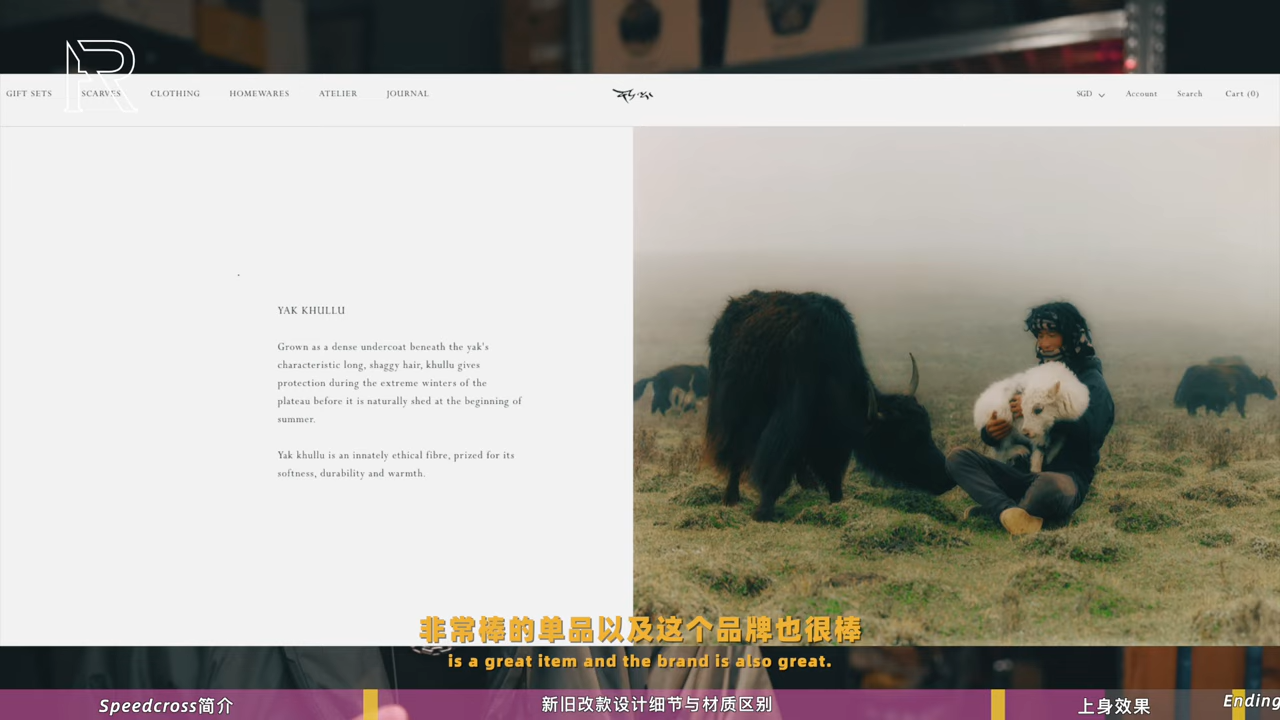 R
GIFT SETS SCARVES CLOTHING HOMEWARES ATELIER JOURNAL SGD Account Search Cart (0)
YAK KHULLU
Grown as a dense undercoat beneath the yak's
characteristic long, shaggy hair, khullu gives
protection during the extreme winters of the
plateau before it is naturally shed at the beginning of
summer.
Yak khullu is an innately ethical fibre, prized for its
softness, durability and warmth.
非常棒的单品以及这个品牌也很棒
is a great item and the brand is also great.
Speedcross简介 新旧改款设计细节与材质区别 上身效果 Ending